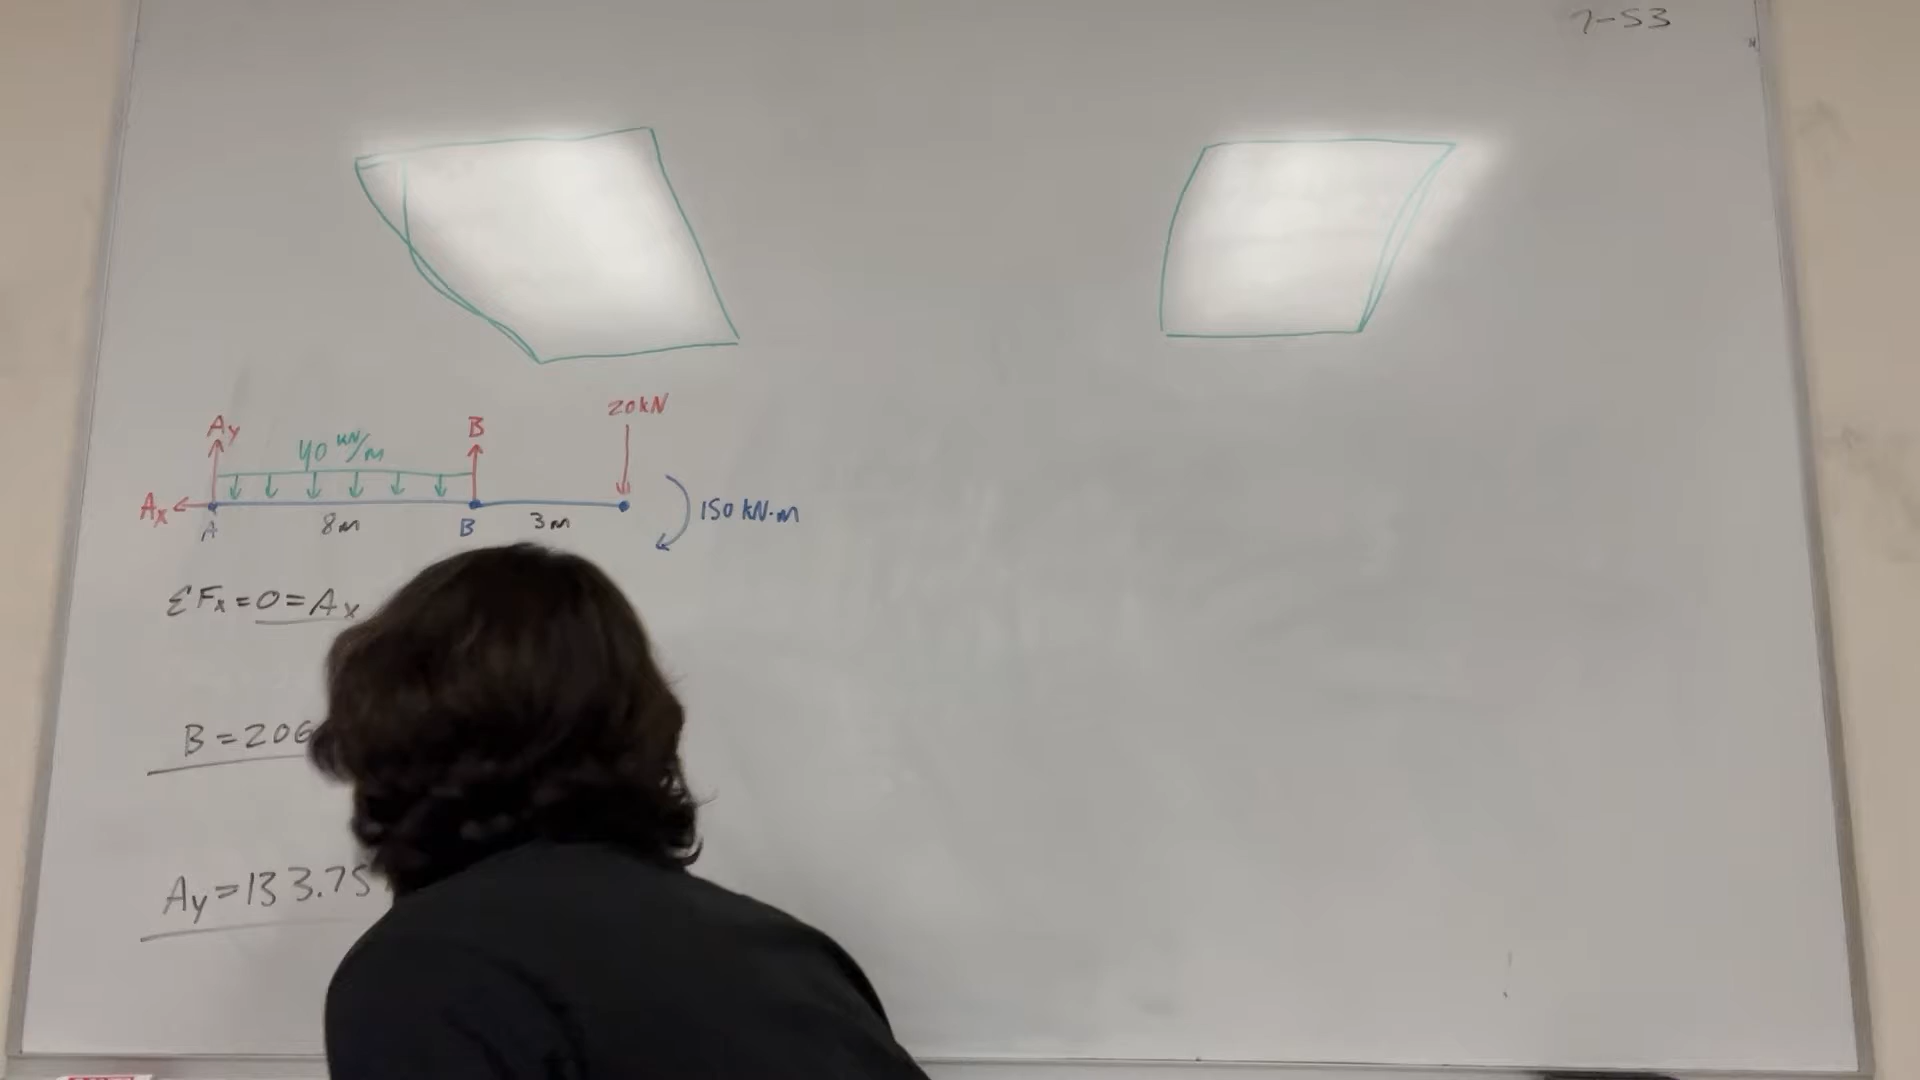 7-53
20kN
Ay
B
40 kN/m
Ax
150 kN·m
A
8m
B
3m
ΣFx=0=Ax
B=206
Ay=133.75